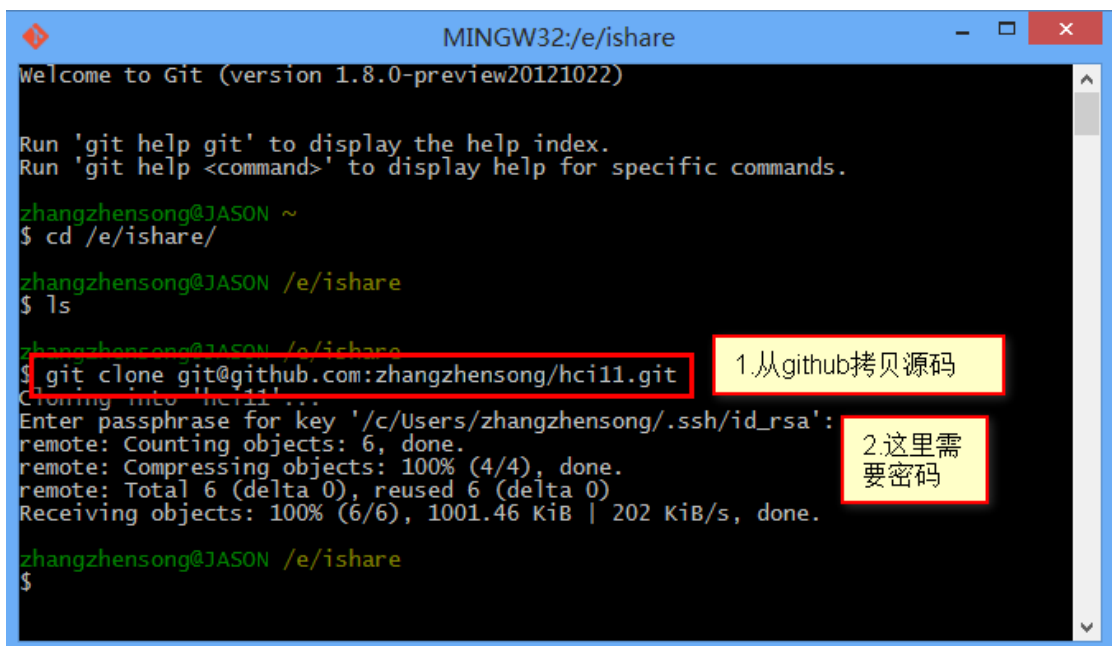 MINGW32:/e/ishare
Welcome to Git (version 1.8.0-preview20121022)
Run 'git help git' to display the help index.
Run 'git help <command>' to display help for specific commands.
zhangzhensong@JASON ~
$ cd /e/ishare/
zhangzhensong@JASON /e/ishare
$ ls
zhangzhensong@JASON /e/ishare
$ git clone git@github.com:zhangzhensong/hci11.git
1.从github拷贝源码
Cloning into 'hci11'...
Enter passphrase for key '/c/Users/zhangzhensong/.ssh/id_rsa':
2.这里需
要密码
remote: Counting objects: 6, done.
remote: Compressing objects: 100% (4/4), done.
remote: Total 6 (delta 0), reused 6 (delta 0)
Receiving objects: 100% (6/6), 1001.46 KiB | 202 KiB/s, done.
zhangzhensong@JASON /e/ishare
$